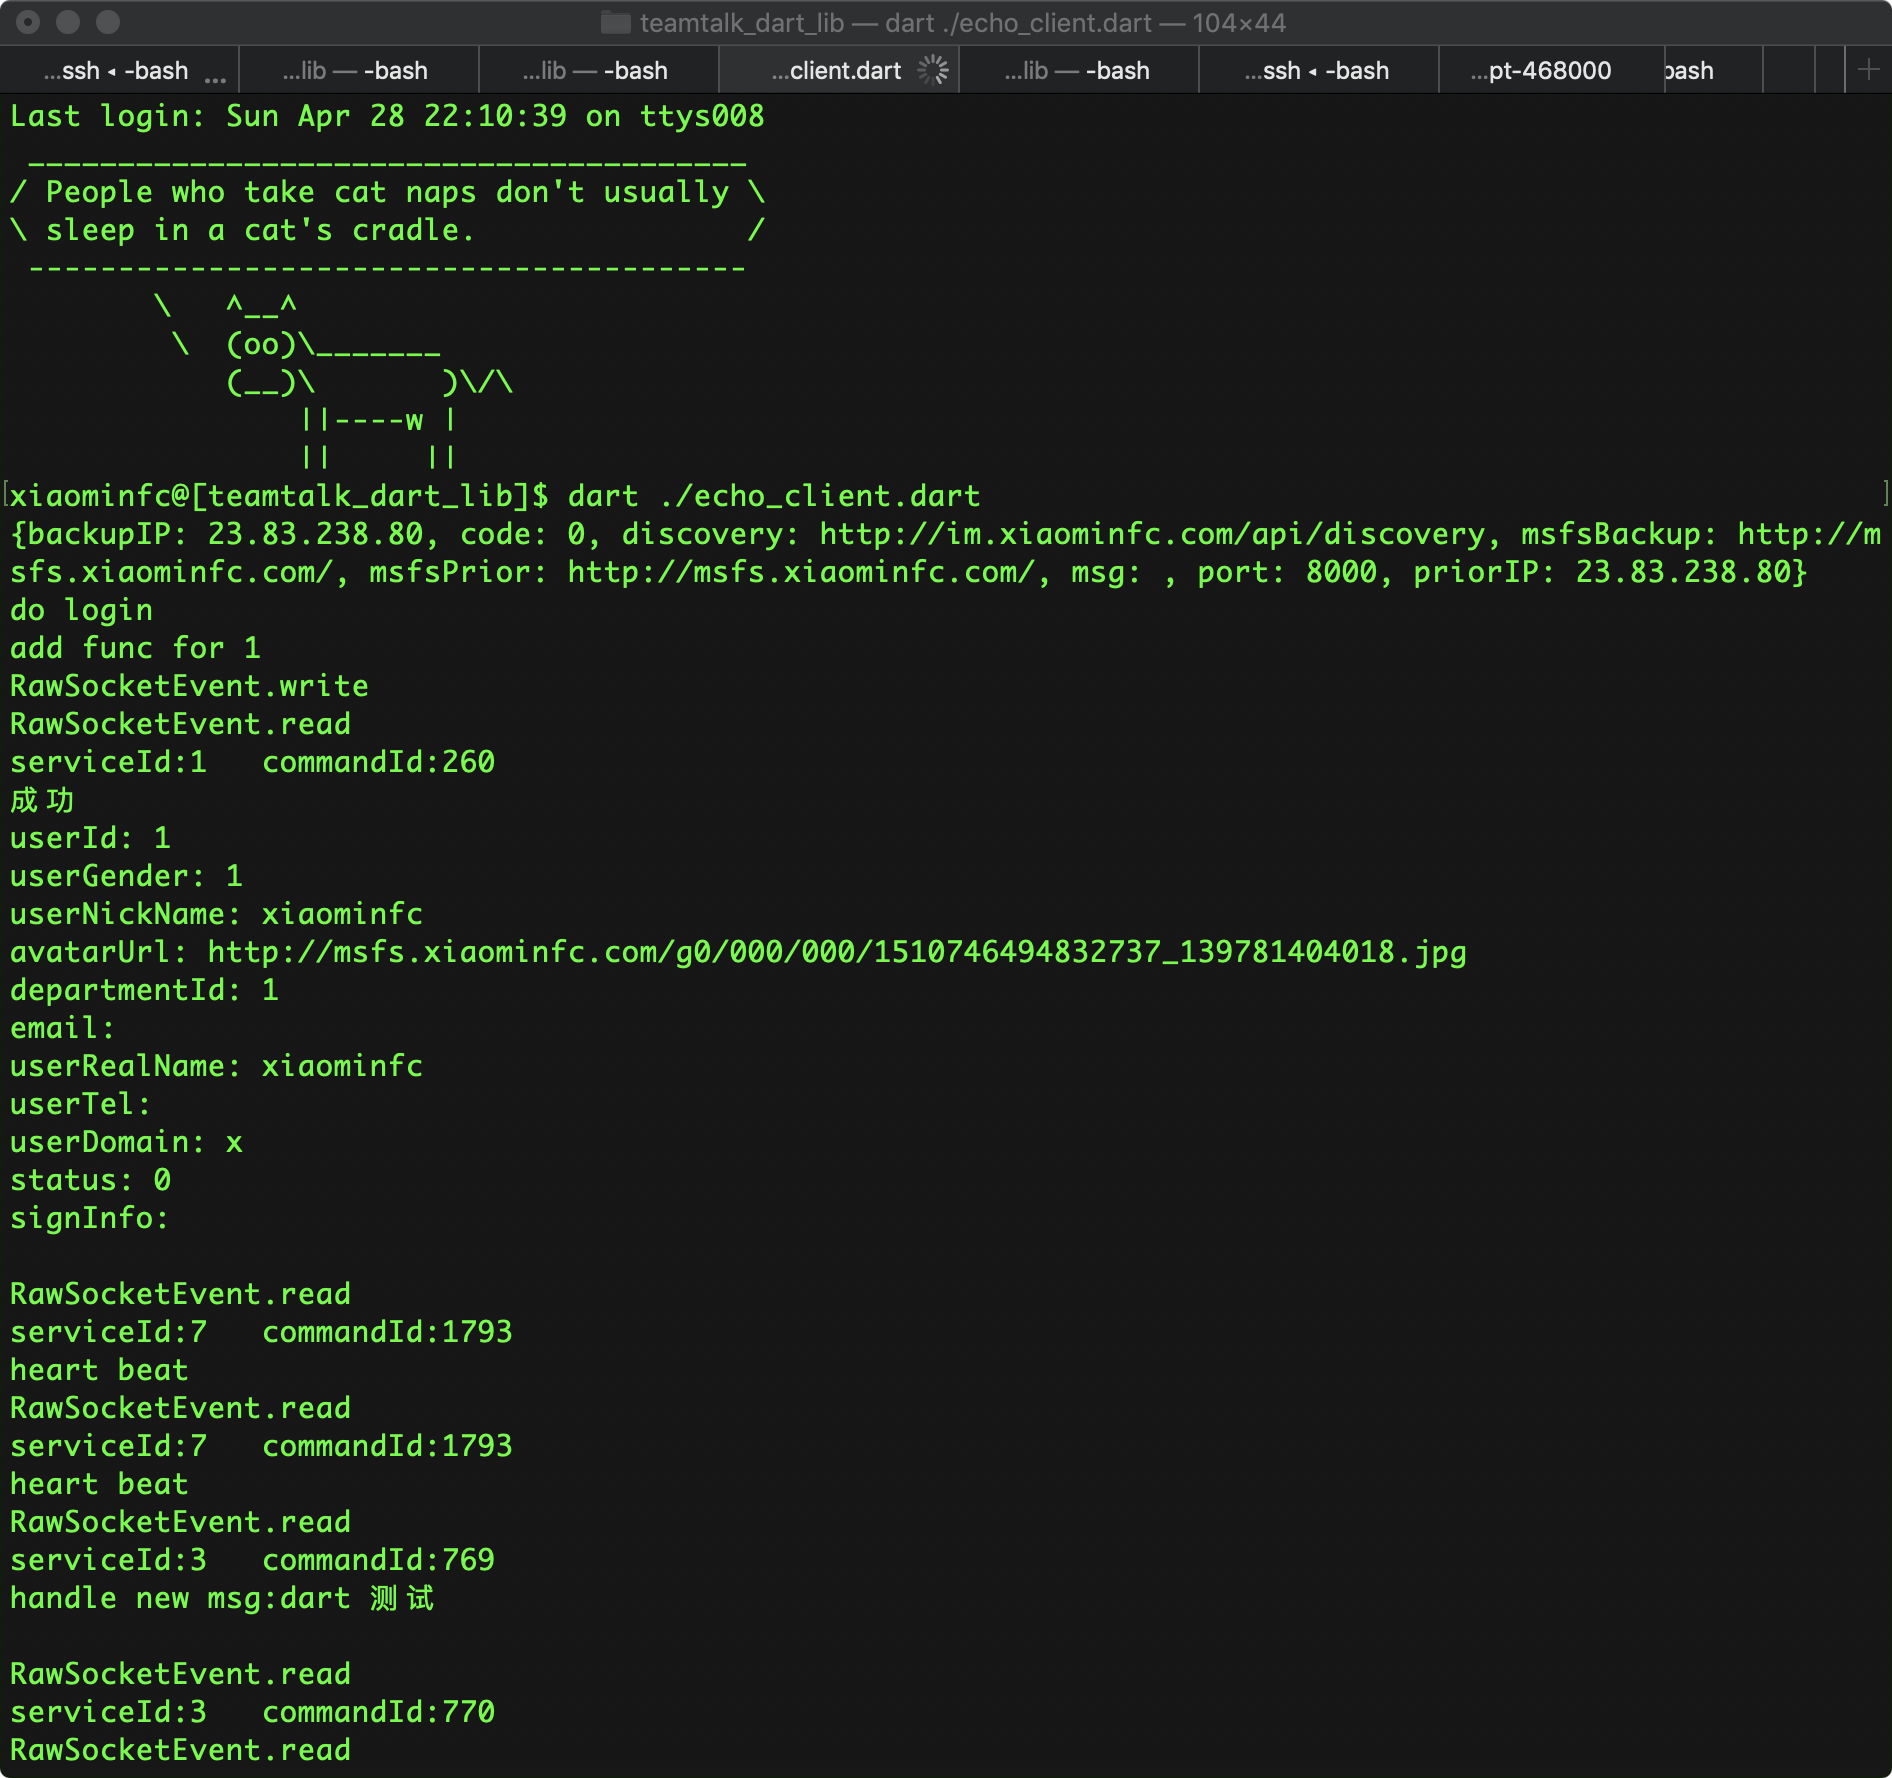 teamtalk_dart_lib — dart ./echo_client.dart — 104×44
...ssh ◂ -bash ... ...lib — -bash ...lib — -bash ...client.dart ...lib — -bash ...ssh ◂ -bash ...pt-468000 bash +
Last login: Sun Apr 28 22:10:39 on ttys008
 ________________________________________
/ People who take cat naps don't usually \
\ sleep in a cat's cradle.               /
 ----------------------------------------
        \   ^__^
         \  (oo)\_______
            (__)\       )\/\
                ||----w |
                ||     ||
[xiaominfc@[teamtalk_dart_lib]$ dart ./echo_client.dart ]
{backupIP: 23.83.238.80, code: 0, discovery: http://im.xiaominfc.com/api/discovery, msfsBackup: http://m
sfs.xiaominfc.com/, msfsPrior: http://msfs.xiaominfc.com/, msg: , port: 8000, priorIP: 23.83.238.80}
do login
add func for 1
RawSocketEvent.write
RawSocketEvent.read
serviceId:1   commandId:260
成功
userId: 1
userGender: 1
userNickName: xiaominfc
avatarUrl: http://msfs.xiaominfc.com/g0/000/000/1510746494832737_139781404018.jpg
departmentId: 1
email:
userRealName: xiaominfc
userTel:
userDomain: x
status: 0
signInfo:

RawSocketEvent.read
serviceId:7   commandId:1793
heart beat
RawSocketEvent.read
serviceId:7   commandId:1793
heart beat
RawSocketEvent.read
serviceId:3   commandId:769
handle new msg:dart 测试

RawSocketEvent.read
serviceId:3   commandId:770
RawSocketEvent.read